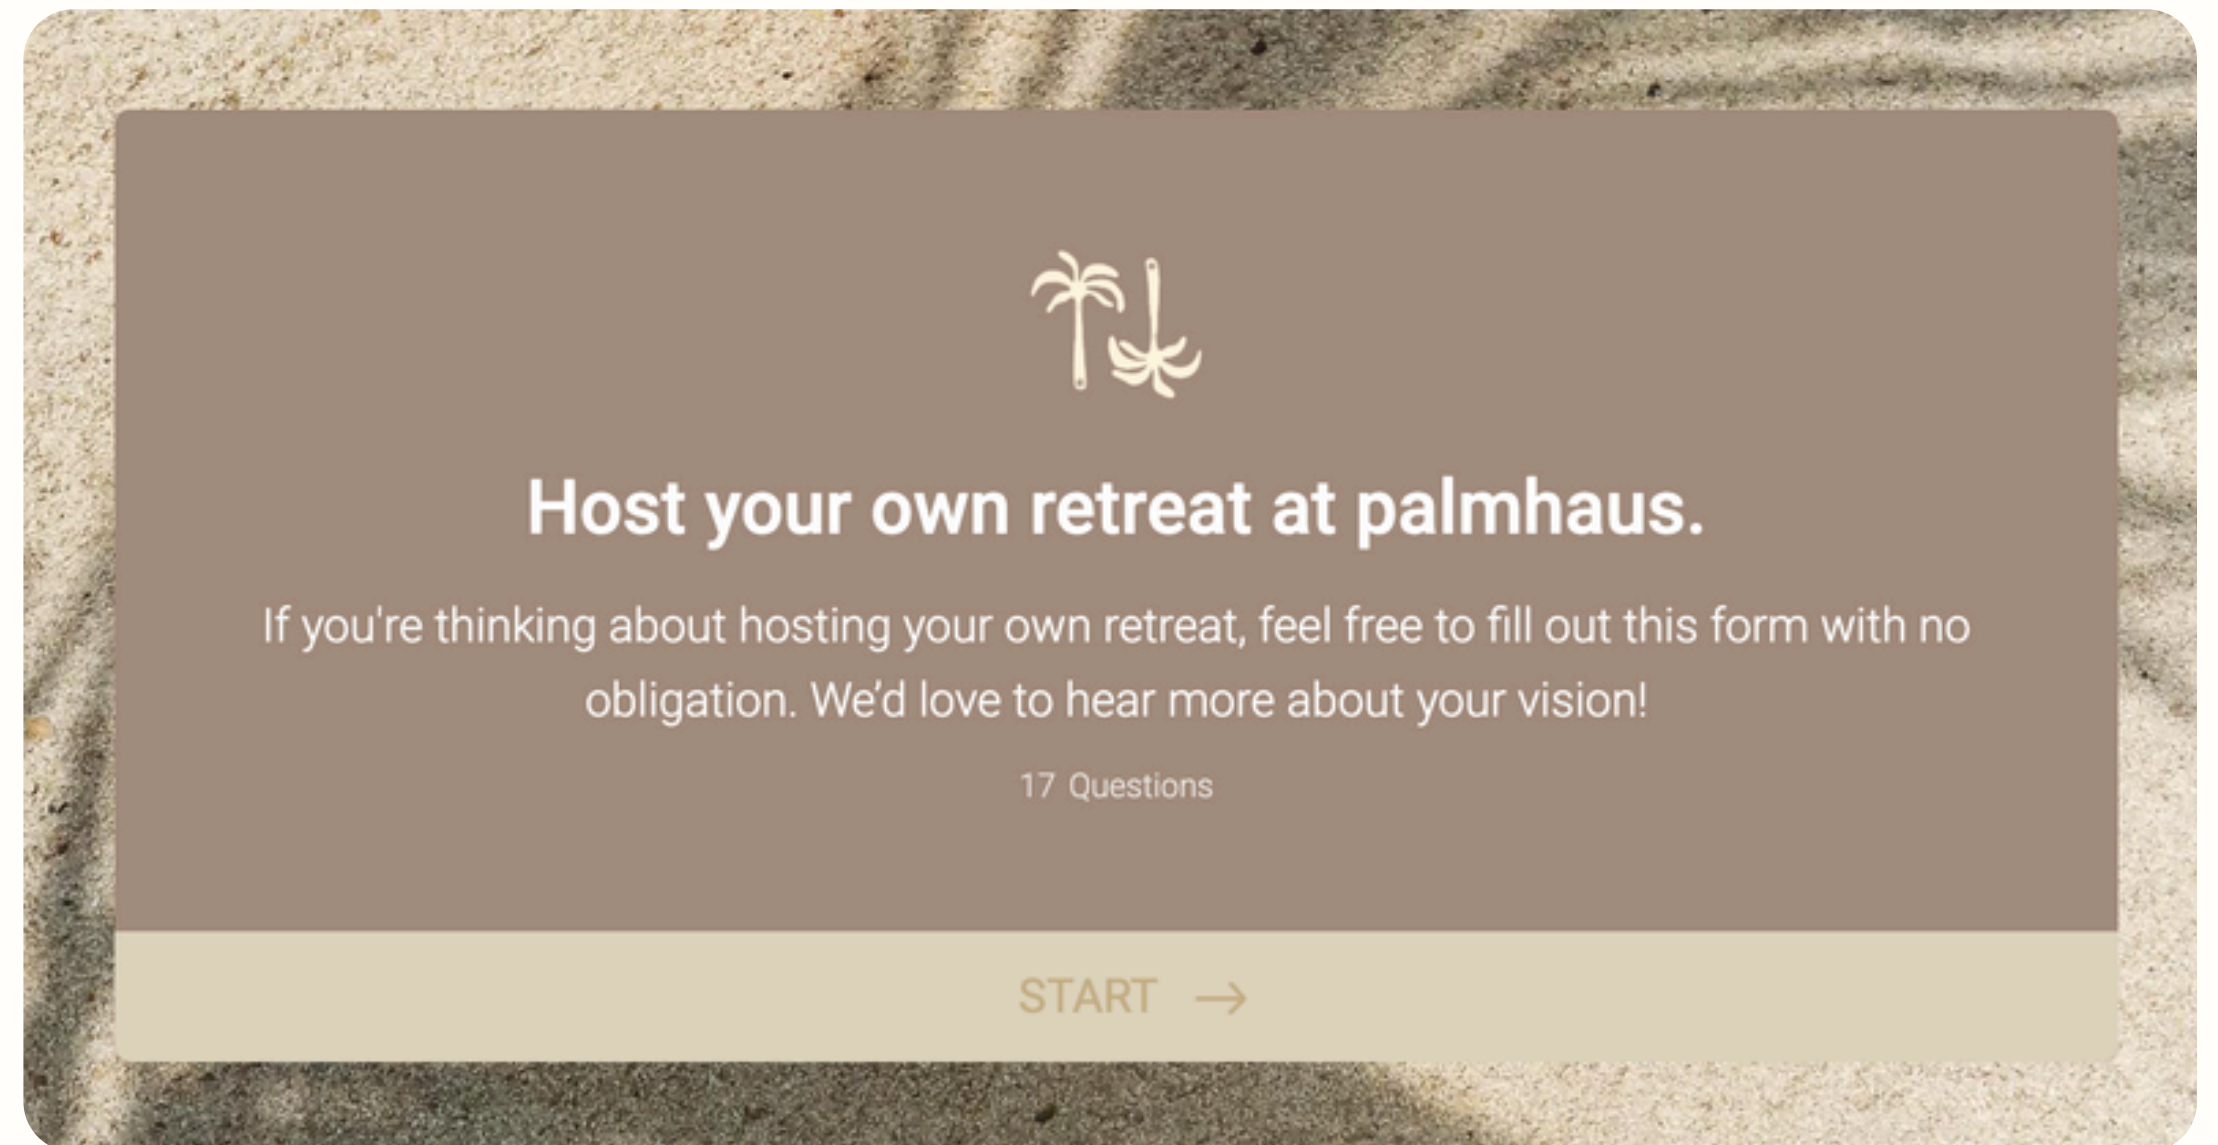 Host your own retreat at palmhaus.
If you're thinking about hosting your own retreat, feel free to fill out this form with no
obligation. We’d love to hear more about your vision!
17 Questions
START →